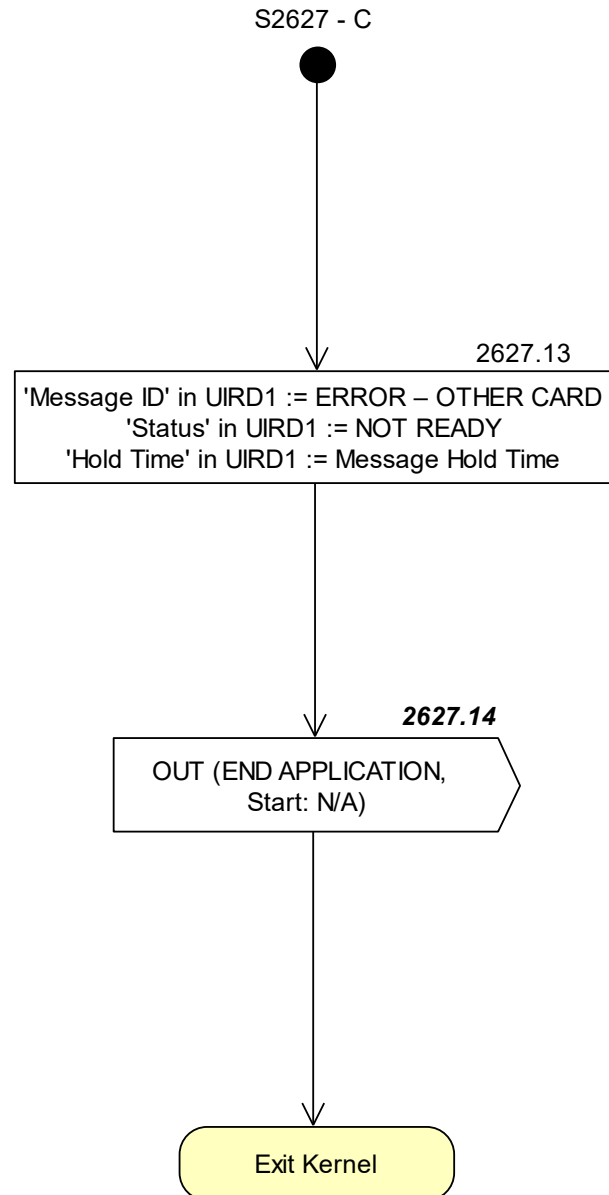 S2627 - C
2627.13
'Message ID' in UIRD1 := ERROR – OTHER CARD
'Status' in UIRD1 := NOT READY
'Hold Time' in UIRD1 := Message Hold Time
2627.14
OUT (END APPLICATION,
Start: N/A)
Exit Kernel